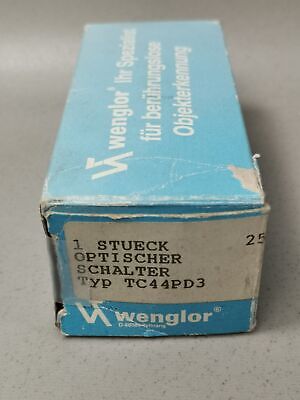 wenglor® Ihr Spezialist
für berührungslose
Objekterkennung
1 STUECK 25
OPTISCHER
SCHALTER
Typ TC44PD3
wenglor®